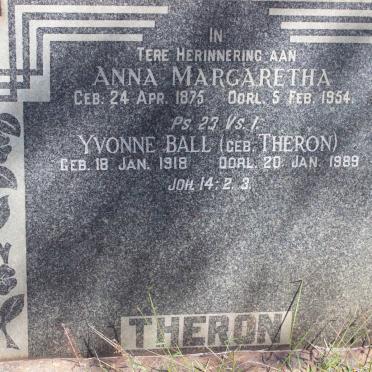 IN
TERE HERINNERING AAN
ANNA MARGARETHA
GEB. 24 APR. 1875 OORL. 5 FEB. 1954.
Ps. 23 Vs. 1.
YVONNE BALL (GEB. THERON)
GEB. 18 JAN. 1918 OORL. 20 JAN. 1989
JOH. 14: 2. 3.
THERON